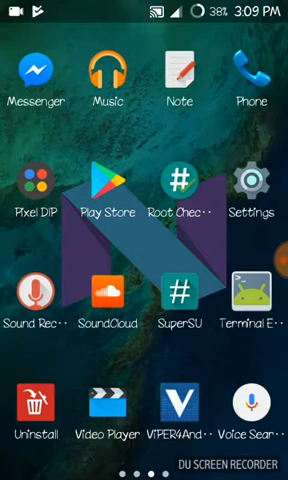 38% 3:09 PM
Messenger Music Note Phone
Pixel DIP Play Store Root Chec·· Settings
Sound Rec·· SoundCloud SuperSU Terminal E··
Uninstall Video Player ViPER4And·· Voice Sear··
DU SCREEN RECORDER